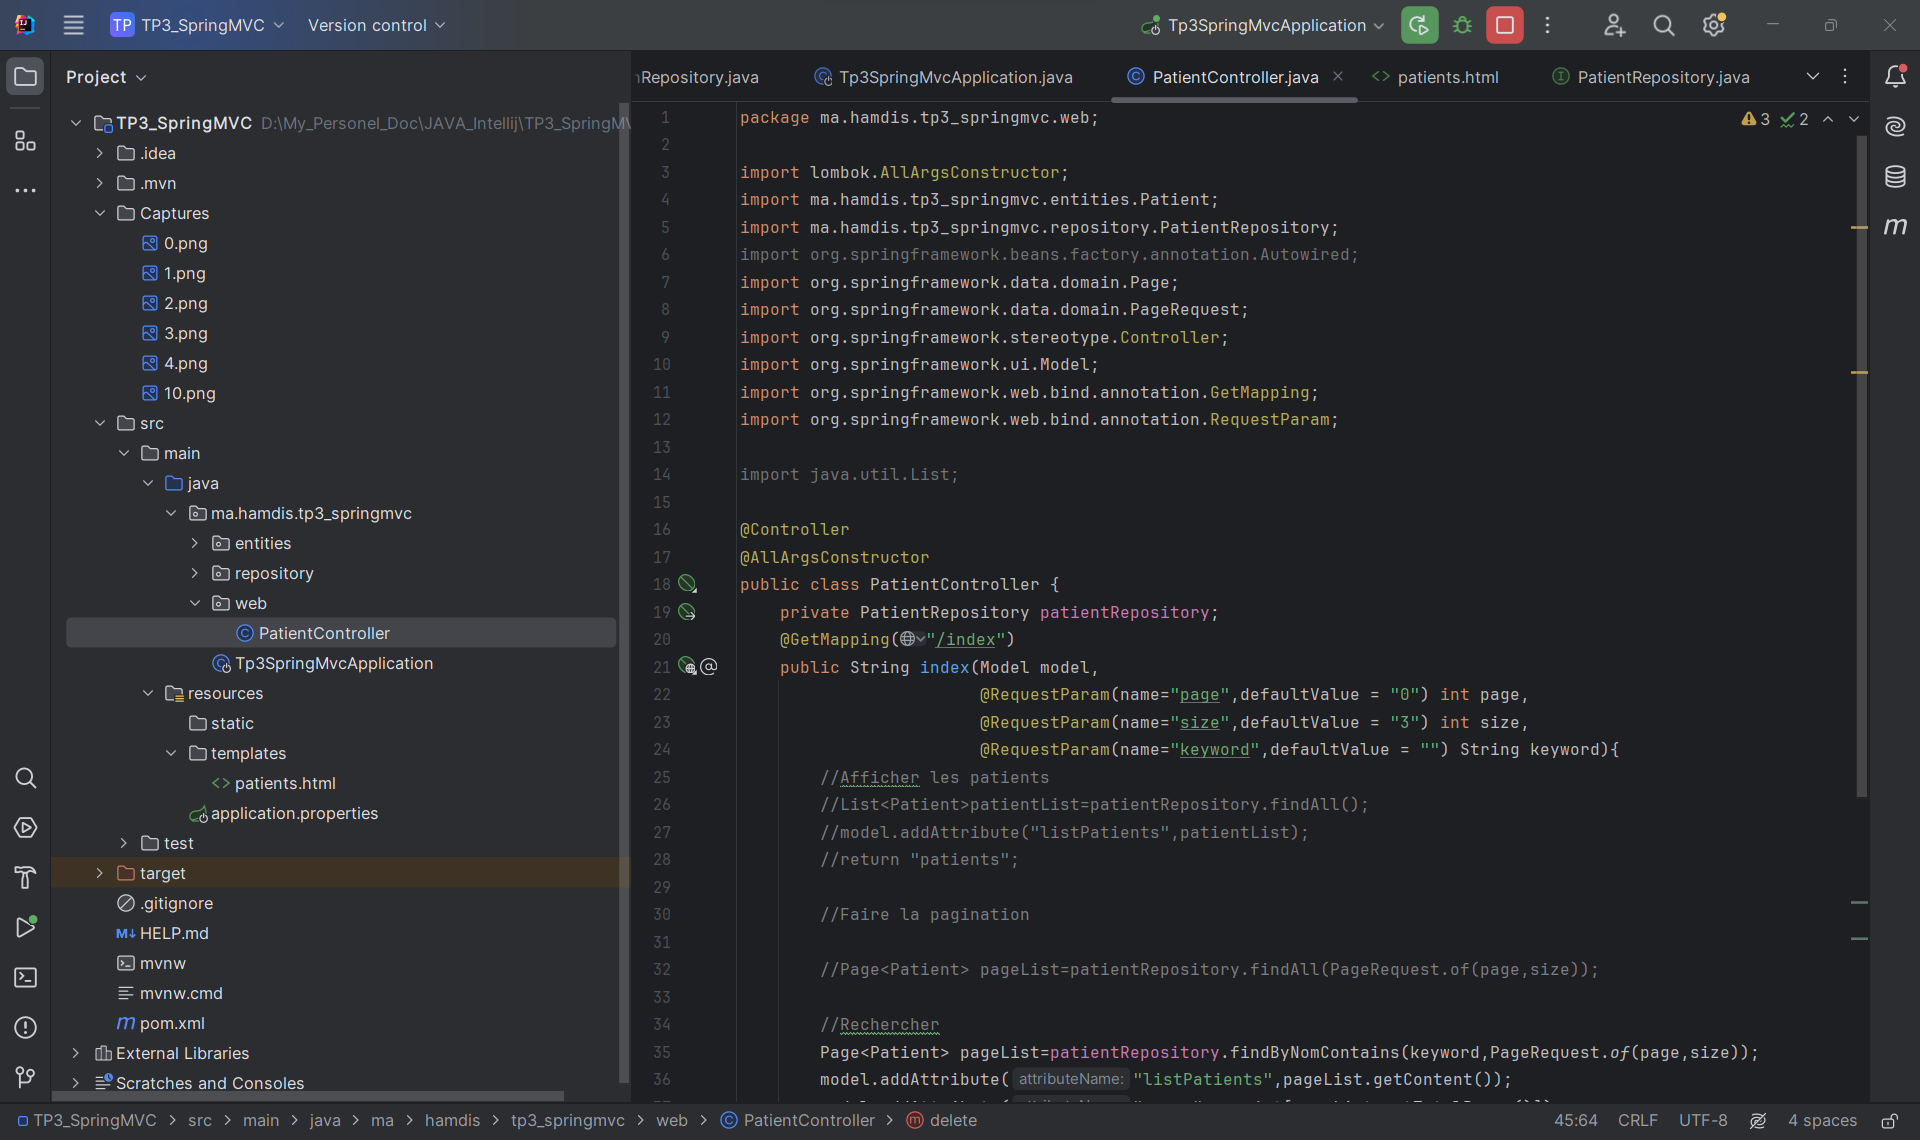 TP TP3_SpringMVC Version control Tp3SpringMvcApplication
Project
TP3_SpringMVC D:\My_Personel_Doc\JAVA_Intellij\TP3_SpringM
.idea
.mvn
Captures
0.png
1.png
2.png
3.png
4.png
10.png
src
main
java
ma.hamdis.tp3_springmvc
entities
repository
web
PatientController
Tp3SpringMvcApplication
resources
static
templates
patients.html
application.properties
test
target
.gitignore
HELP.md
mvnw
mvnw.cmd
pom.xml
External Libraries
Scratches and Consoles
Repository.java Tp3SpringMvcApplication.java PatientController.java patients.html PatientRepository.java
3 2
1 package ma.hamdis.tp3_springmvc.web;
2
3 import lombok.AllArgsConstructor;
4 import ma.hamdis.tp3_springmvc.entities.Patient;
5 import ma.hamdis.tp3_springmvc.repository.PatientRepository;
6 import org.springframework.beans.factory.annotation.Autowired;
7 import org.springframework.data.domain.Page;
8 import org.springframework.data.domain.PageRequest;
9 import org.springframework.stereotype.Controller;
10 import org.springframework.ui.Model;
11 import org.springframework.web.bind.annotation.GetMapping;
12 import org.springframework.web.bind.annotation.RequestParam;
13
14 import java.util.List;
15
16 @Controller
17 @AllArgsConstructor
18 public class PatientController {
19 private PatientRepository patientRepository;
20 @GetMapping("/index")
21 public String index(Model model,
22 @RequestParam(name="page",defaultValue = "0") int page,
23 @RequestParam(name="size",defaultValue = "3") int size,
24 @RequestParam(name="keyword",defaultValue = "") String keyword){
25 //Afficher les patients
26 //List<Patient>patientList=patientRepository.findAll();
27 //model.addAttribute("listPatients",patientList);
28 //return "patients";
29
30 //Faire la pagination
31
32 //Page<Patient> pageList=patientRepository.findAll(PageRequest.of(page,size));
33
34 //Rechercher
35 Page<Patient> pageList=patientRepository.findByNomContains(keyword,PageRequest.of(page,size));
36 model.addAttribute( attributeName: "listPatients",pageList.getContent());
TP3_SpringMVC > src > main > java > ma > hamdis > tp3_springmvc > web > PatientController > delete 45:64 CRLF UTF-8 4 spaces